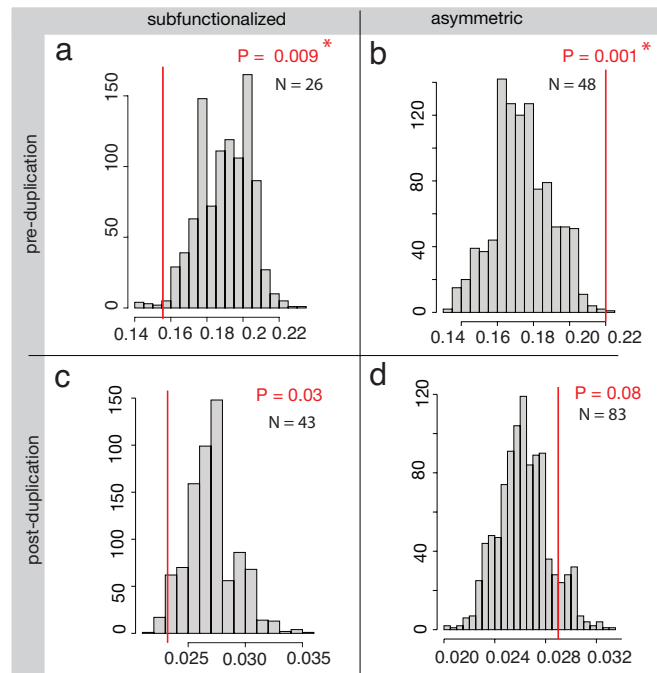 subfunctionalized
asymmetric
pre-duplication
post-duplication
a
P = 0.009 *
N = 26
0
50
100
150
0.14
0.16
0.18
0.2
0.22
b
P = 0.001 *
N = 48
0
40
80
120
0.14
0.16
0.18
0.20
0.22
c
P = 0.03
N = 43
0
50
100
150
0.025
0.030
0.035
d
P = 0.08
N = 83
0
40
80
120
0.020
0.024
0.028
0.032